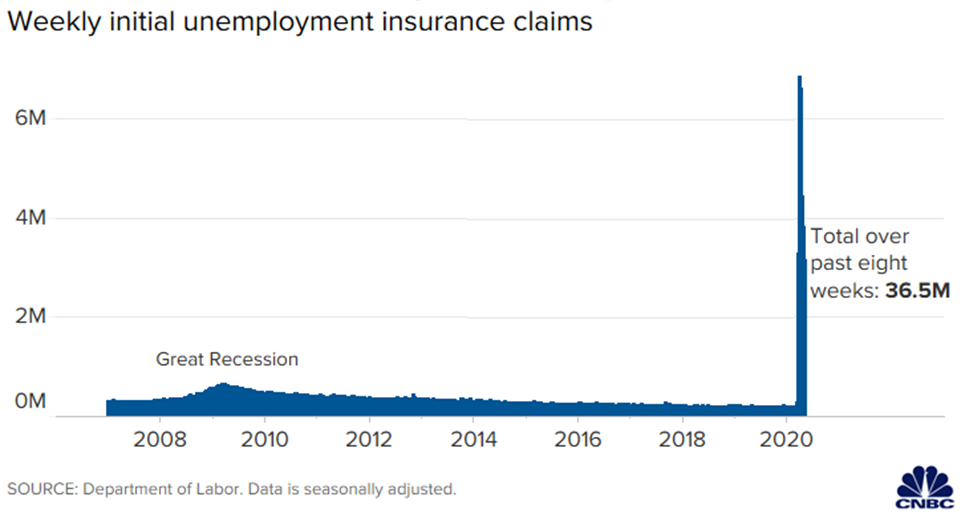 Weekly initial unemployment insurance claims
6M
4M
Total over
past eight
weeks: 36.5M
2M
Great Recession
0M
2008 2010 2012 2014 2016 2018 2020
SOURCE: Department of Labor. Data is seasonally adjusted.
CNBC